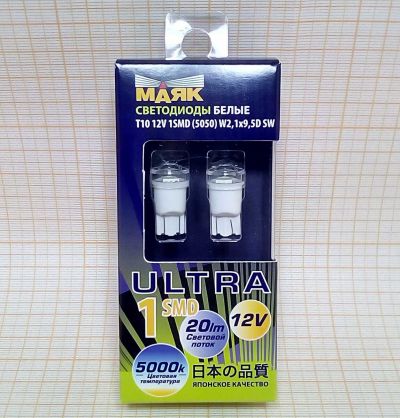 МАЯК
СВЕТОДИОДЫ БЕЛЫЕ
T10 12V 1SMD (5050) W2,1x9,5D SW
ULTRA
1 SMD
20lm
Световой
поток
12V
5000k
Цветовая
температура
日本の品質
ЯПОНСКОЕ КАЧЕСТВО